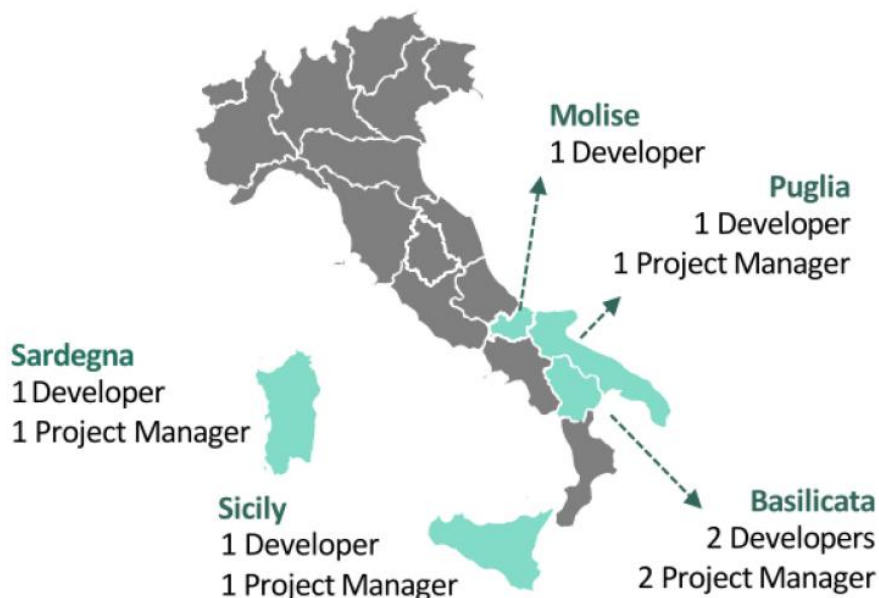 Molise
1 Developer
Puglia
1 Developer
1 Project Manager
Sardegna
1 Developer
1 Project Manager
Sicily
1 Developer
1 Project Manager
Basilicata
2 Developers
2 Project Manager